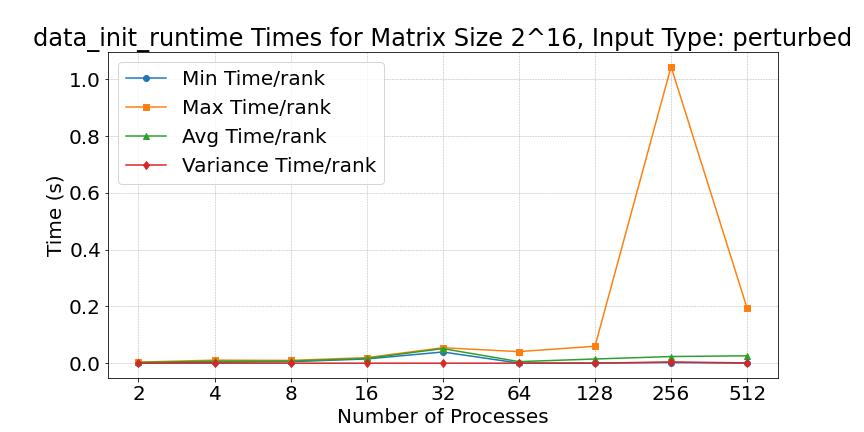 data_init_runtime Times for Matrix Size 2^16, Input Type: perturbed
Min Time/rank
Max Time/rank
Avg Time/rank
Variance Time/rank
Time (s)
1.0
0.8
0.6
0.4
0.2
0.0
2 4 8 16 32 64 128 256 512
Number of Processes